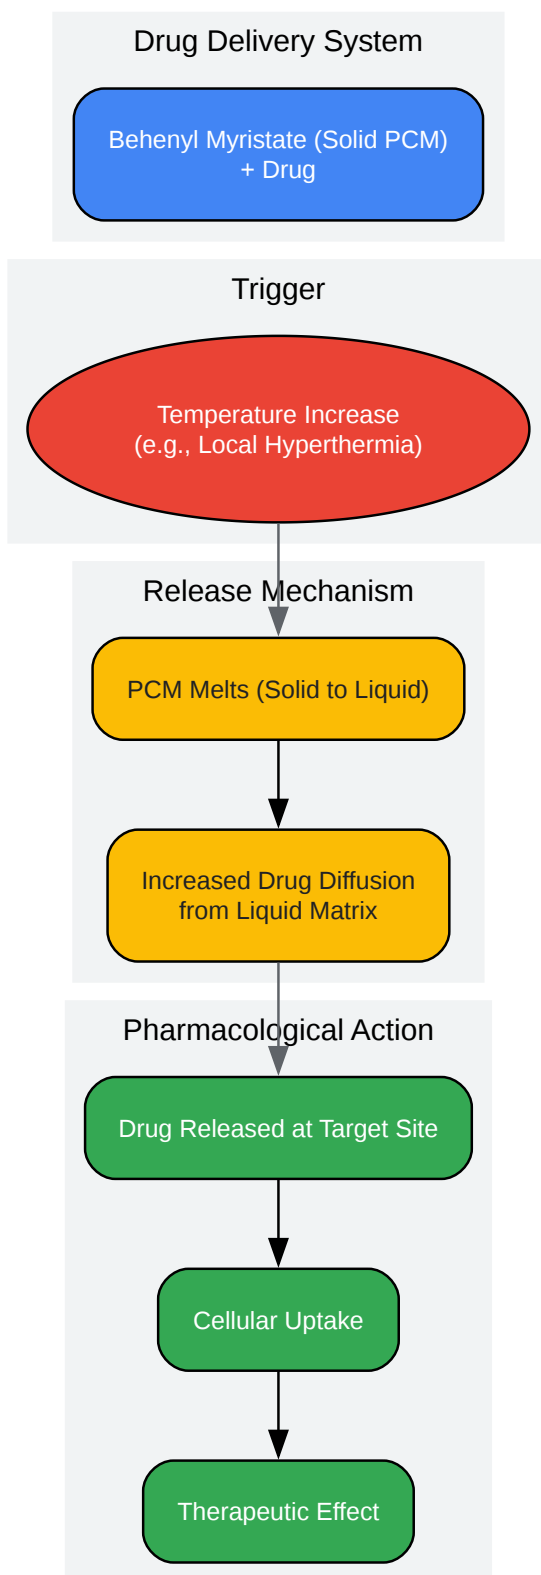 Drug Delivery System
Behenyl Myristate (Solid PCM)
+ Drug
Trigger
Temperature Increase
(e.g., Local Hyperthermia)
Release Mechanism
PCM Melts (Solid to Liquid)
Increased Drug Diffusion
from Liquid Matrix
Pharmacological Action
Drug Released at Target Site
Cellular Uptake
Therapeutic Effect